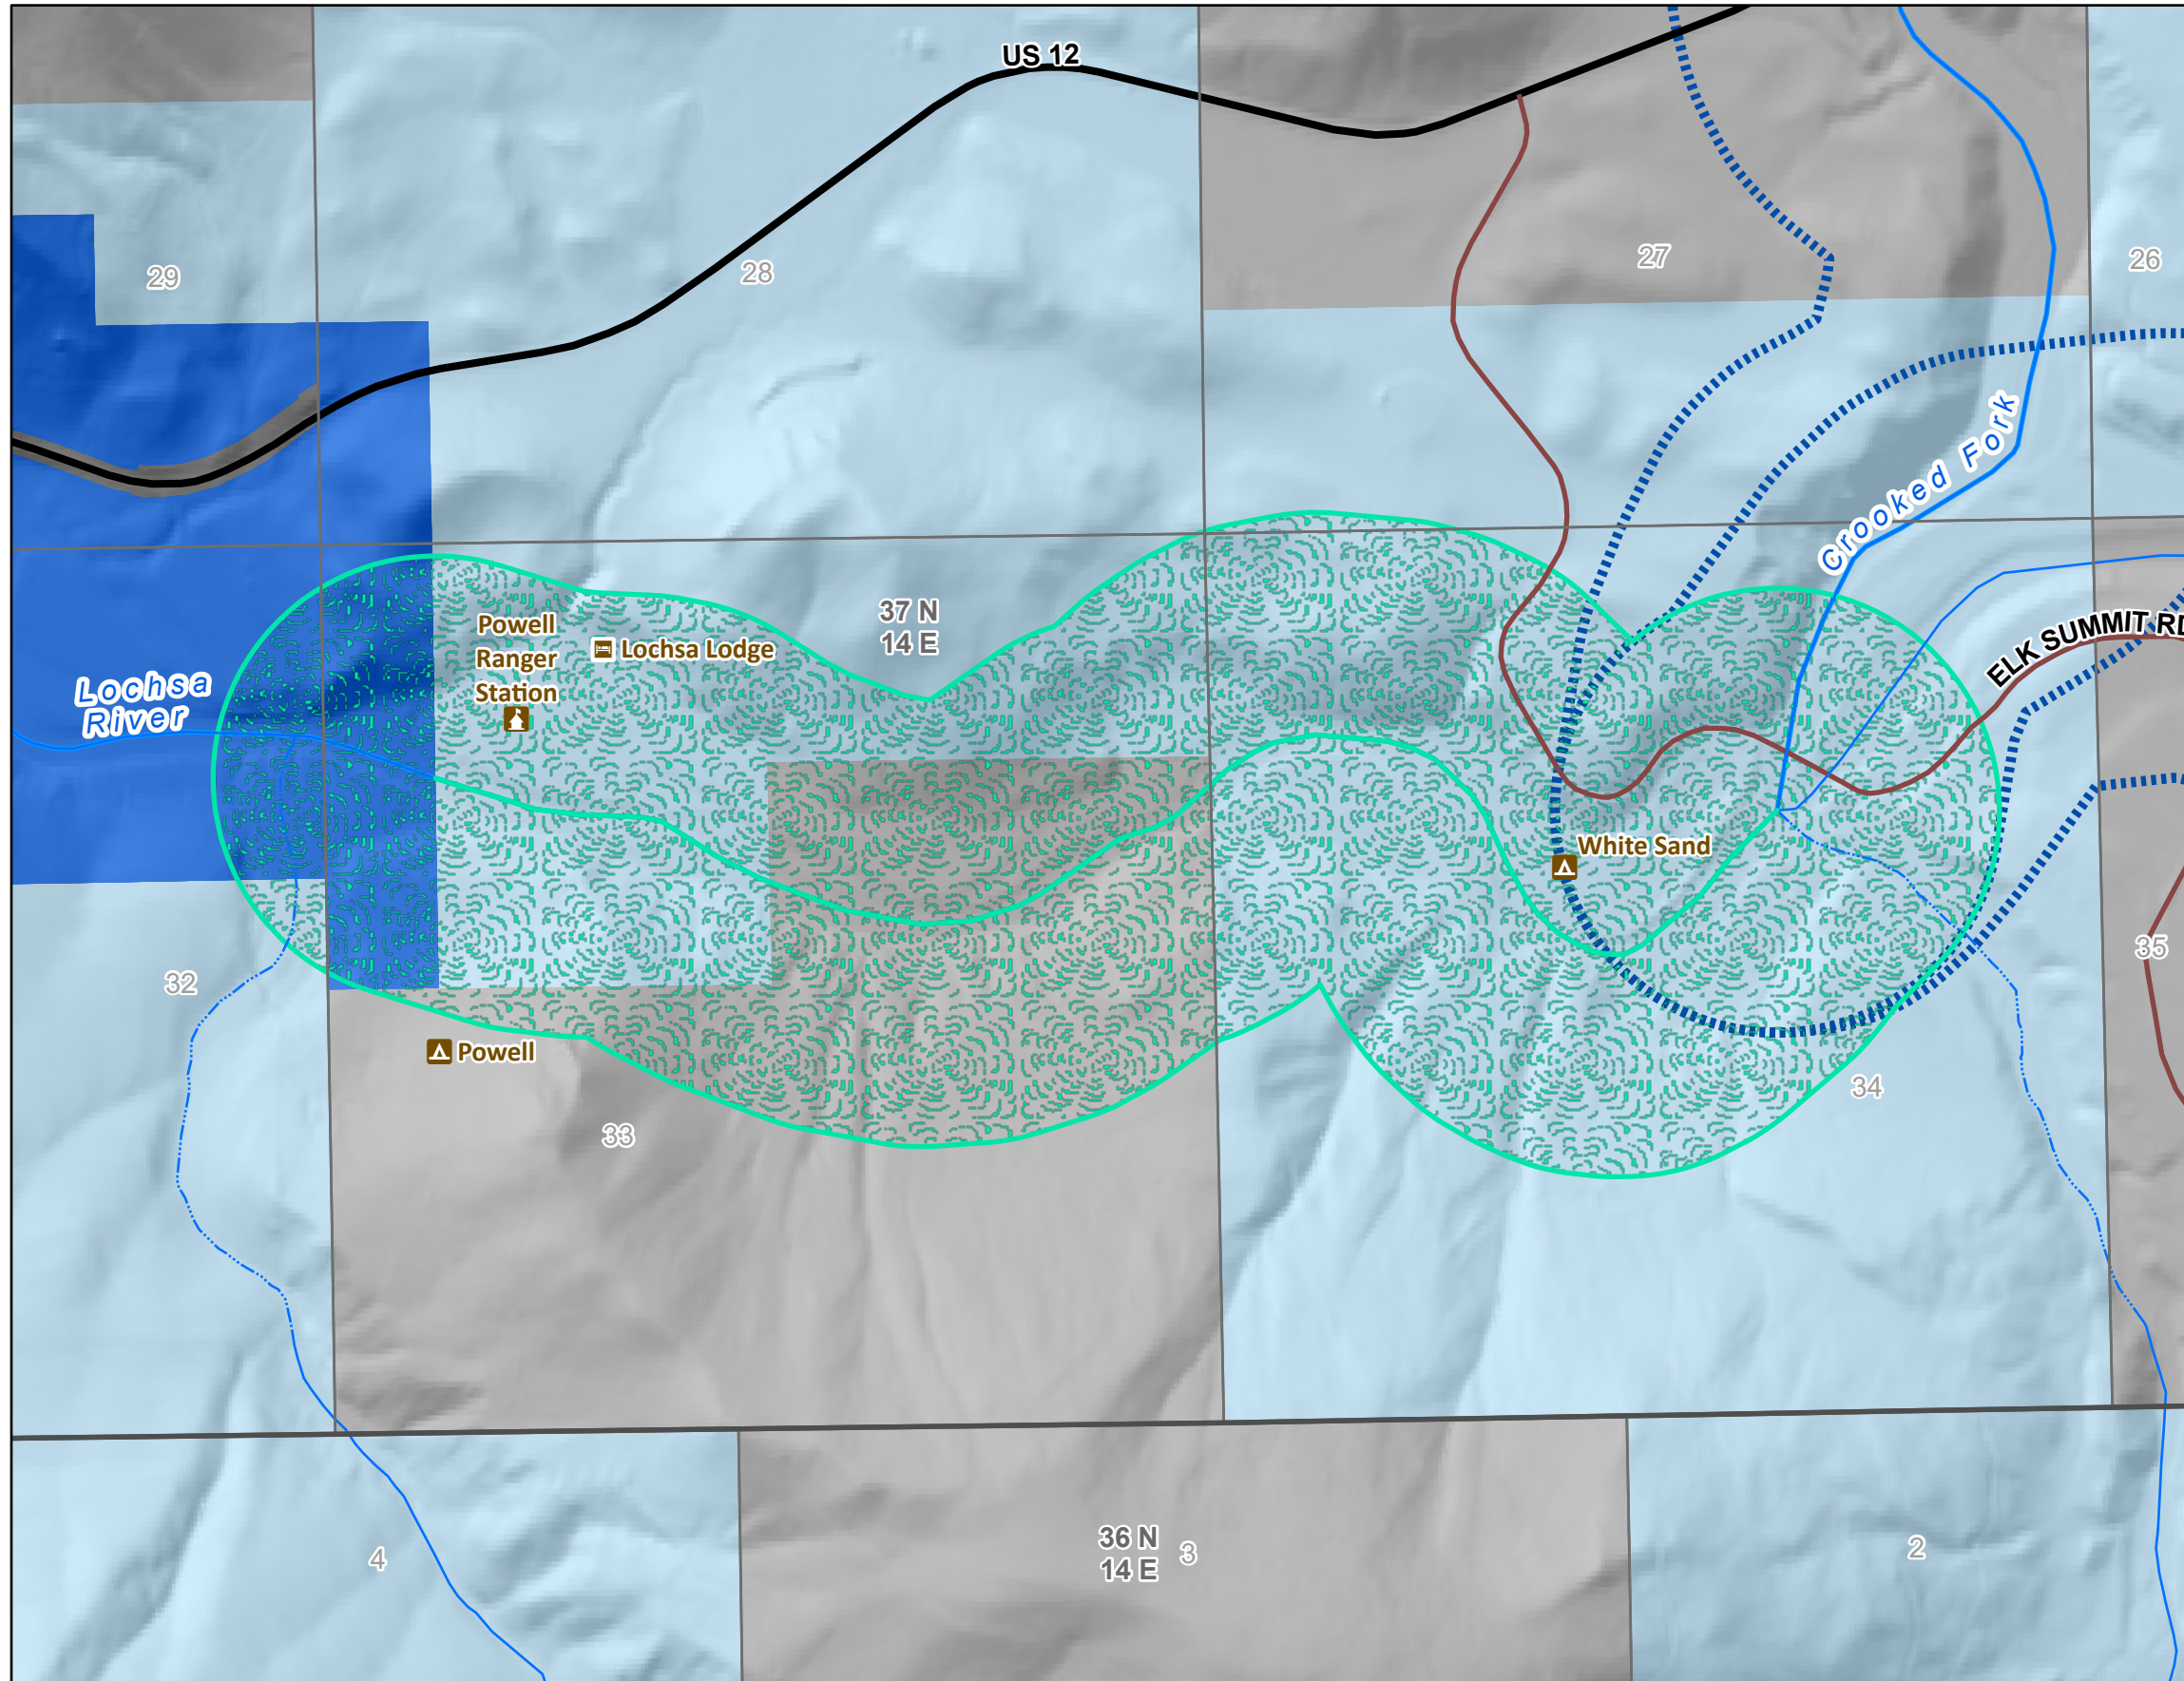 US 12
29
28
27
26
Crooked Fork
37 N
14 E
Powell
Ranger
Station
Lochsa Lodge
ELK SUMMIT RD
Lochsa
River
White Sand
35
32
Powell
34
33
36 N
14 E
3
4
2